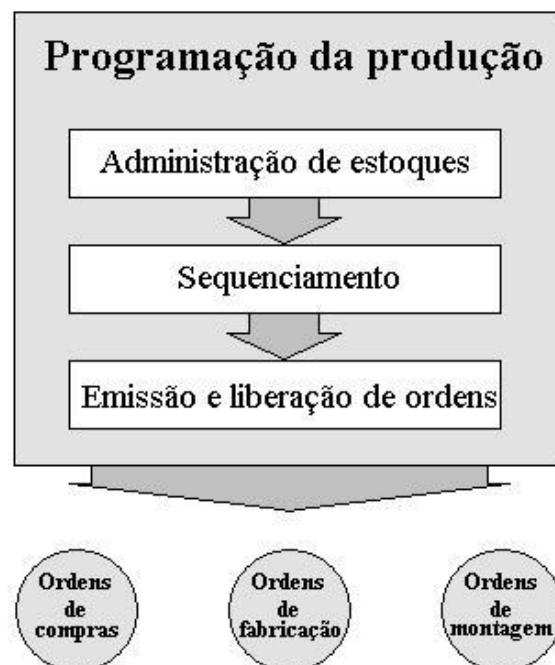 Programação da produção
Administração de estoques
Sequenciamento
Emissão e liberação de ordens
Ordens
de
compras
Ordens
de
fabricação
Ordens
de
montagem